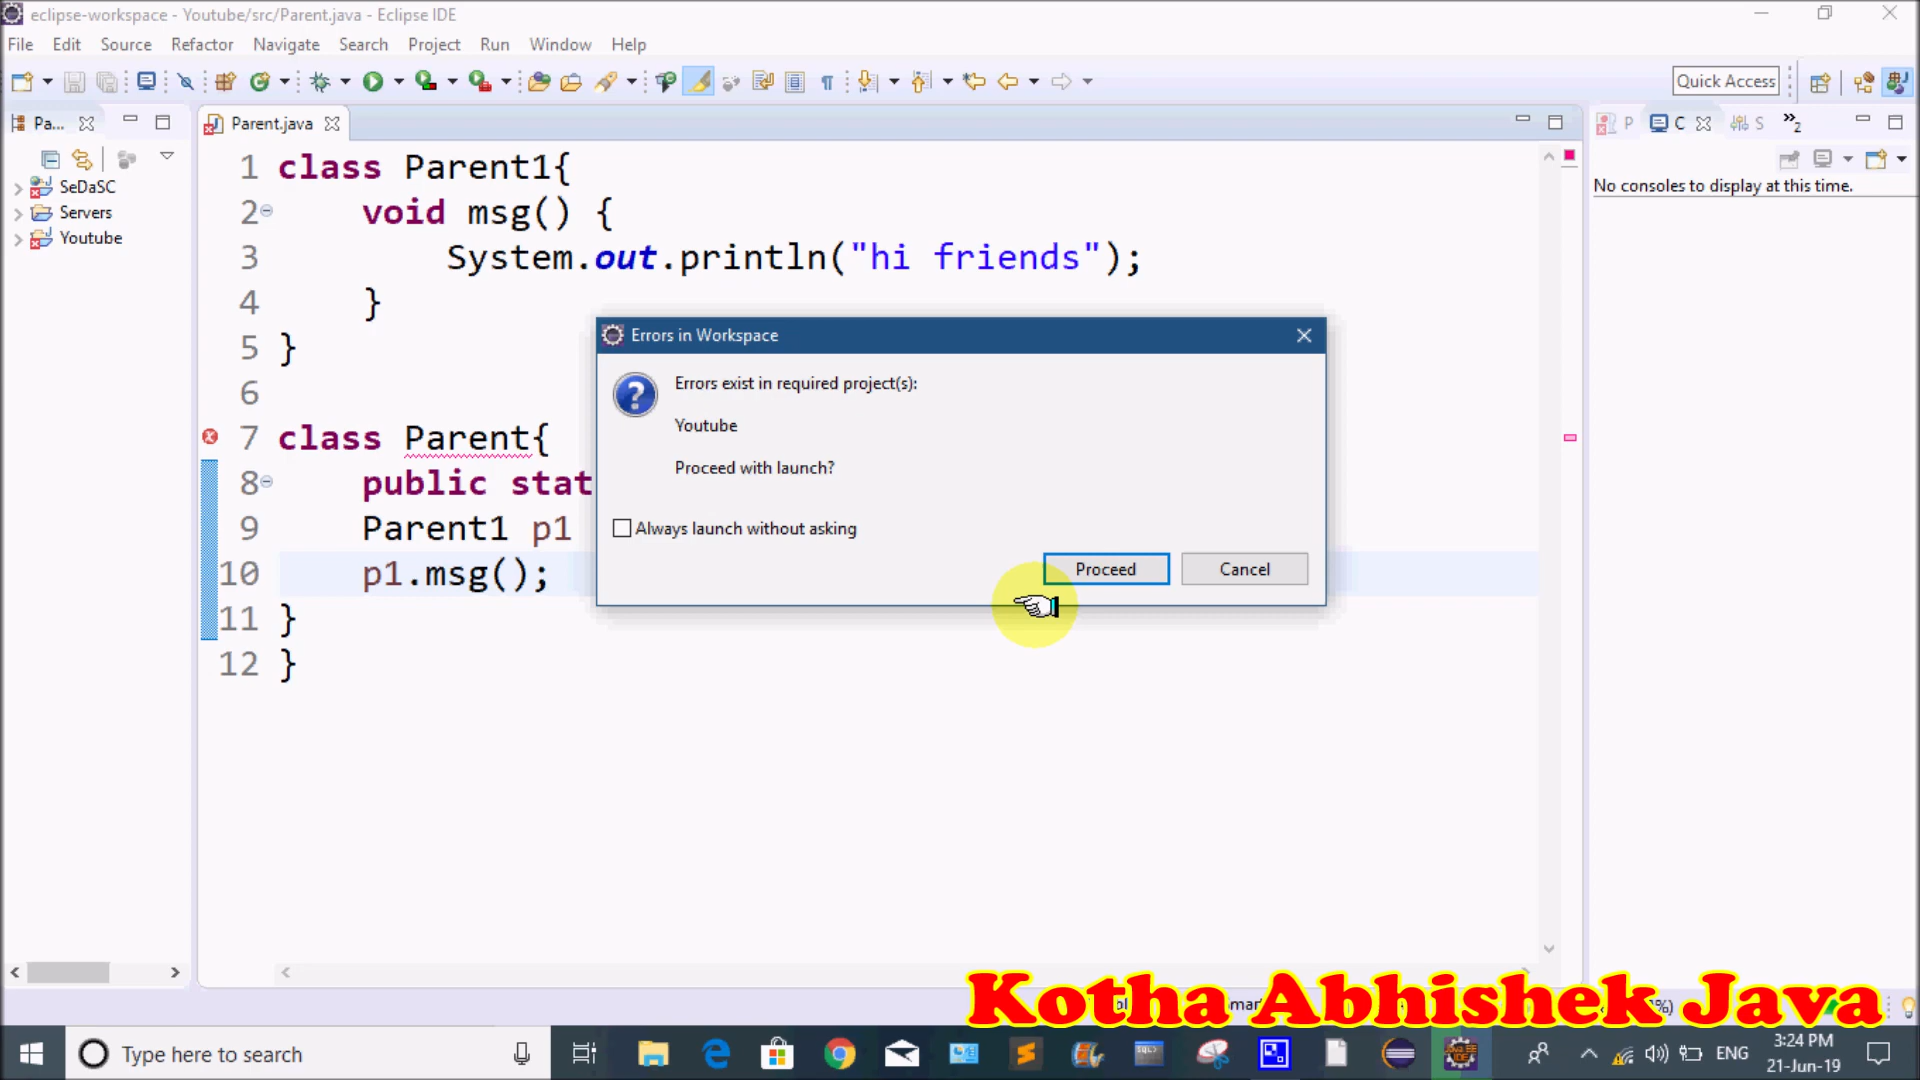 eclipse-workspace - Youtube/src/Parent.java - Eclipse IDE
File Edit Source Refactor Navigate Search Project Run Window Help
Quick Access
Pa...
Parent.java
P C S »2
SeDaSC
Servers
Youtube
No consoles to display at this time.
1 class Parent1{
2 void msg() {
3 System.out.println("hi friends");
4 }
5 }
6
7 class Parent{
8 public stat
9 Parent1 p1
10 p1.msg();
11 }
12 }
Errors in Workspace
Errors exist in required project(s):
Youtube
Proceed with launch?
Always launch without asking
Proceed Cancel
Kotha Abhishek Java
Type here to search
ENG
3:24 PM
21-Jun-19